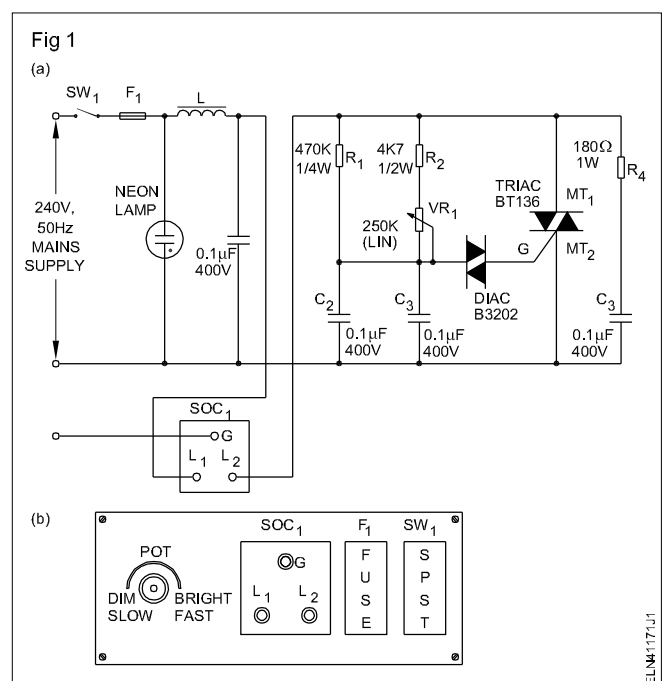 Fig 1
(a)
SW1
F1
L
NEON
LAMP
240V,
50Hz
MAINS
SUPPLY
0.1µF
400V
470K
1/4W
R1
4K7
1/2W
R2
VR1
250K
(LIN)
TRIAC
BT136
MT1
MT2
G
180Ω
1W
R4
DIAC
B3202
C2
0.1µF
400V
C3
0.1µF
400V
C3
0.1µF
400V
SOC1
G
L1 L2
(b)
POT
DIM BRIGHT
SLOW FAST
SOC1
G
L1 L2
F1
F
U
S
E
SW1
S
P
S
T
ELN41171J1